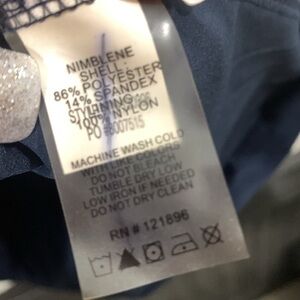 NIMBLENE
SHELL:
86% POLYESTER
14% SPANDEX
100% NYLON
MACHINE WASH COLD
WITH LIKE COLORS
DO NOT BLEACH
TUMBLE DRY LOW
LOW IRON IF NEEDED
DO NOT DRY CLEAN
RN# 121896